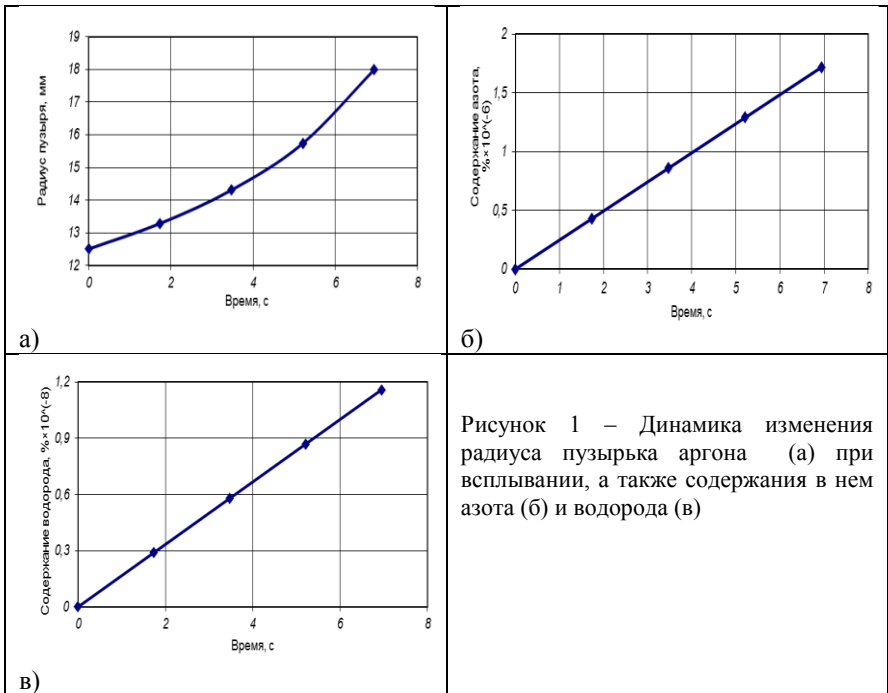 19
18
17
16
15
14
13
12
0 2 4 6 8
Время, с
Радиус пузыря, мм
а)
2
1,5
1
0,5
0
0 1 2 3 4 5 6 7 8
Время, с
Содержание азота,
%×10^(-6)
б)
1,2
0,9
0,6
0,3
0
0 2 4 6 8
Время, с
Содержание водорода, %×10^(-8)
в)
Рисунок 1 – Динамика изменения
радиуса пузырька аргона (а) при
всплывании, а также содержания в нем
азота (б) и водорода (в)